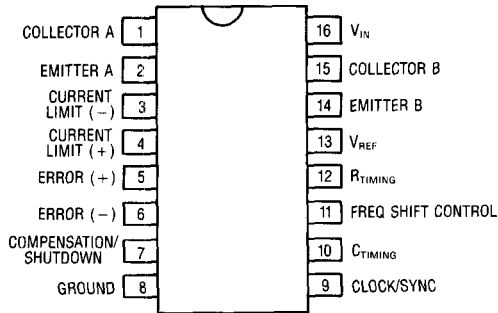 COLLECTOR A 1
EMITTER A 2
CURRENT
LIMIT (−) 3
CURRENT
LIMIT (+) 4
ERROR (+) 5
ERROR (−) 6
COMPENSATION/
SHUTDOWN 7
GROUND 8
16 VIN
15 COLLECTOR B
14 EMITTER B
13 VREF
12 RTIMING
11 FREQ SHIFT CONTROL
10 CTIMING
9 CLOCK/SYNC